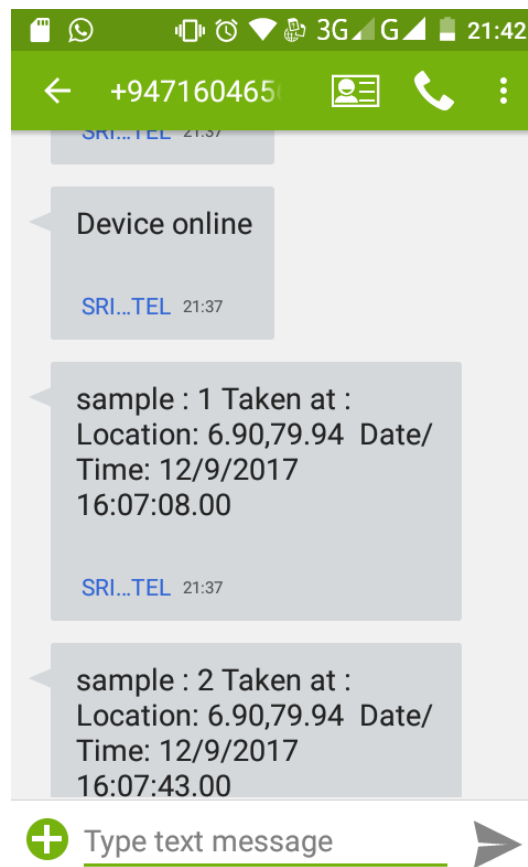 3G G 21:42
+9471604650
SRI...TEL 21:37
Device online
SRI...TEL 21:37
sample : 1 Taken at :
Location: 6.90,79.94 Date/
Time: 12/9/2017
16:07:08.00
SRI...TEL 21:37
sample : 2 Taken at :
Location: 6.90,79.94 Date/
Time: 12/9/2017
16:07:43.00
Type text message